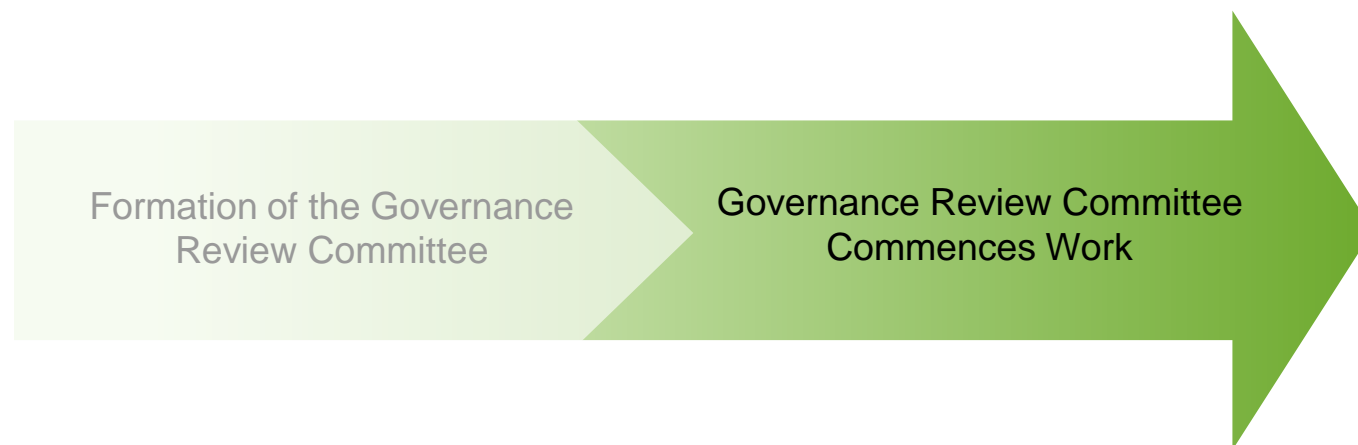 Formation of the Governance
Review Committee
Governance Review Committee
Commences Work